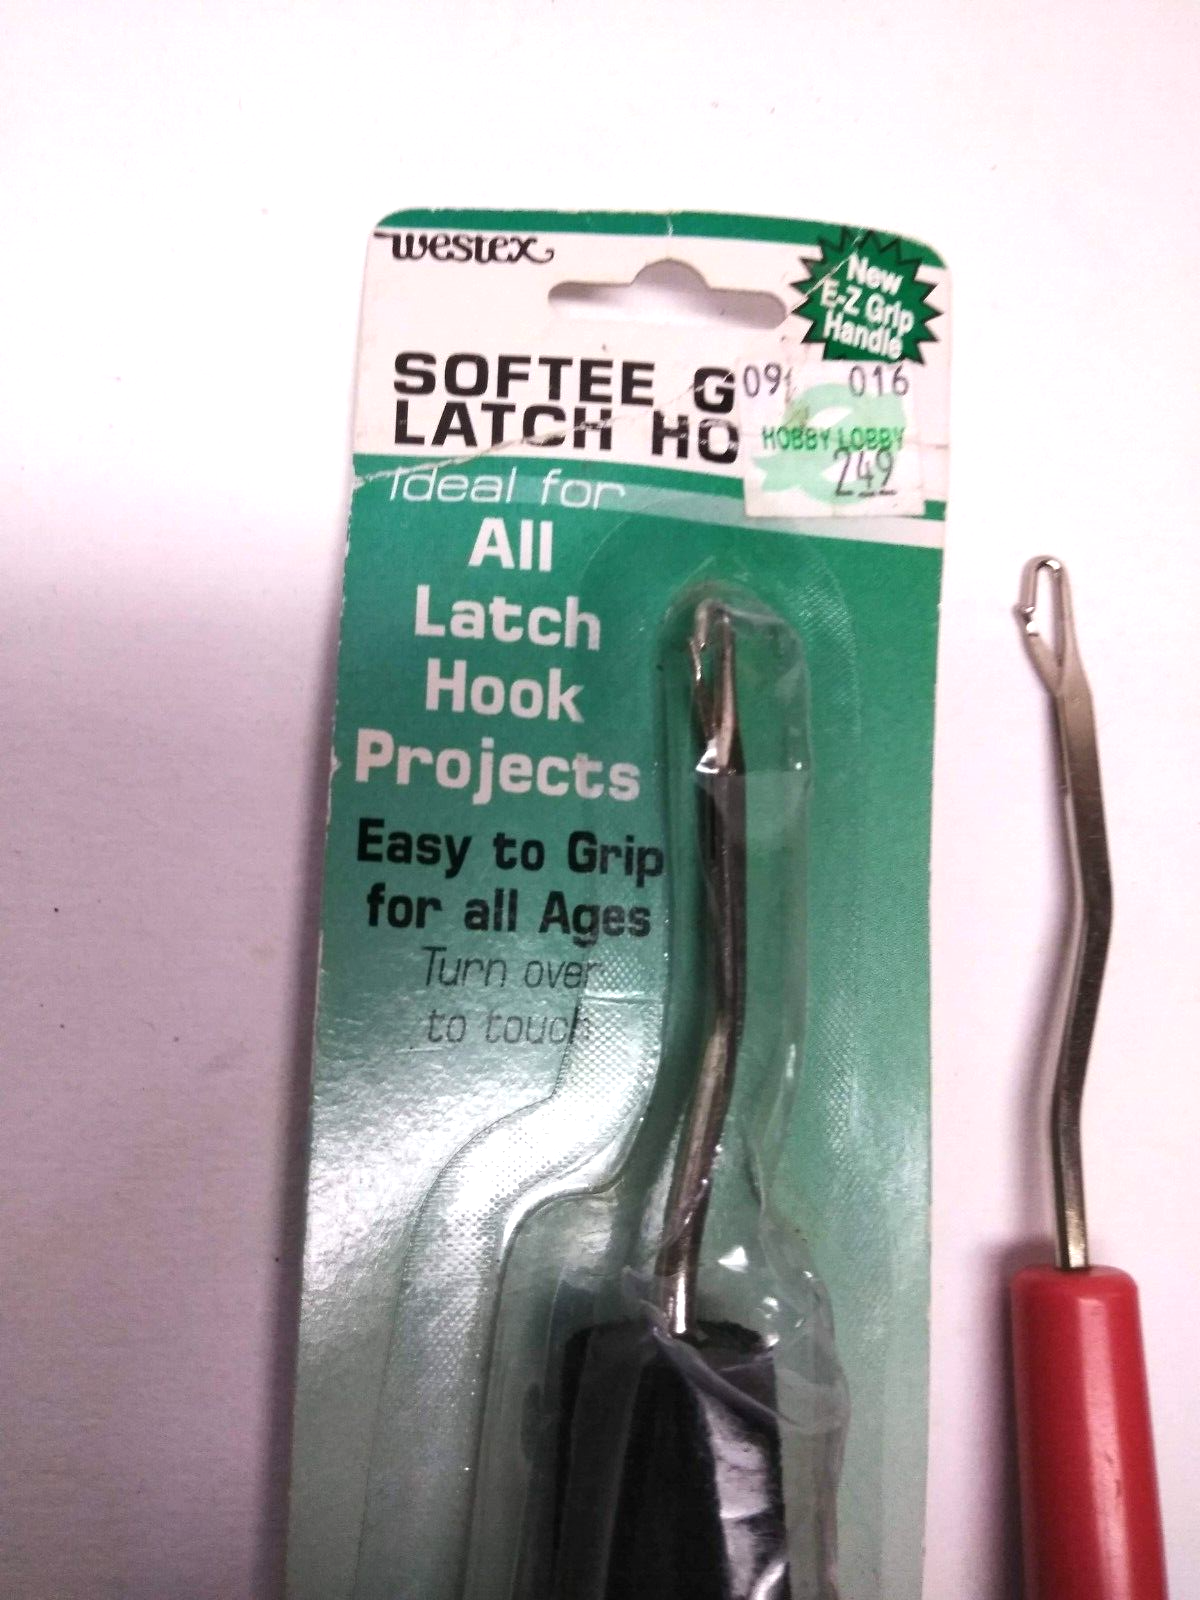 Westex
New
E-Z Grip
Handle
SOFTEE G
LATCH HO
09 016
HOBBY LOBBY
249
Ideal for
All
Latch
Hook
Projects
Easy to Grip
for all Ages
Turn over
to touch